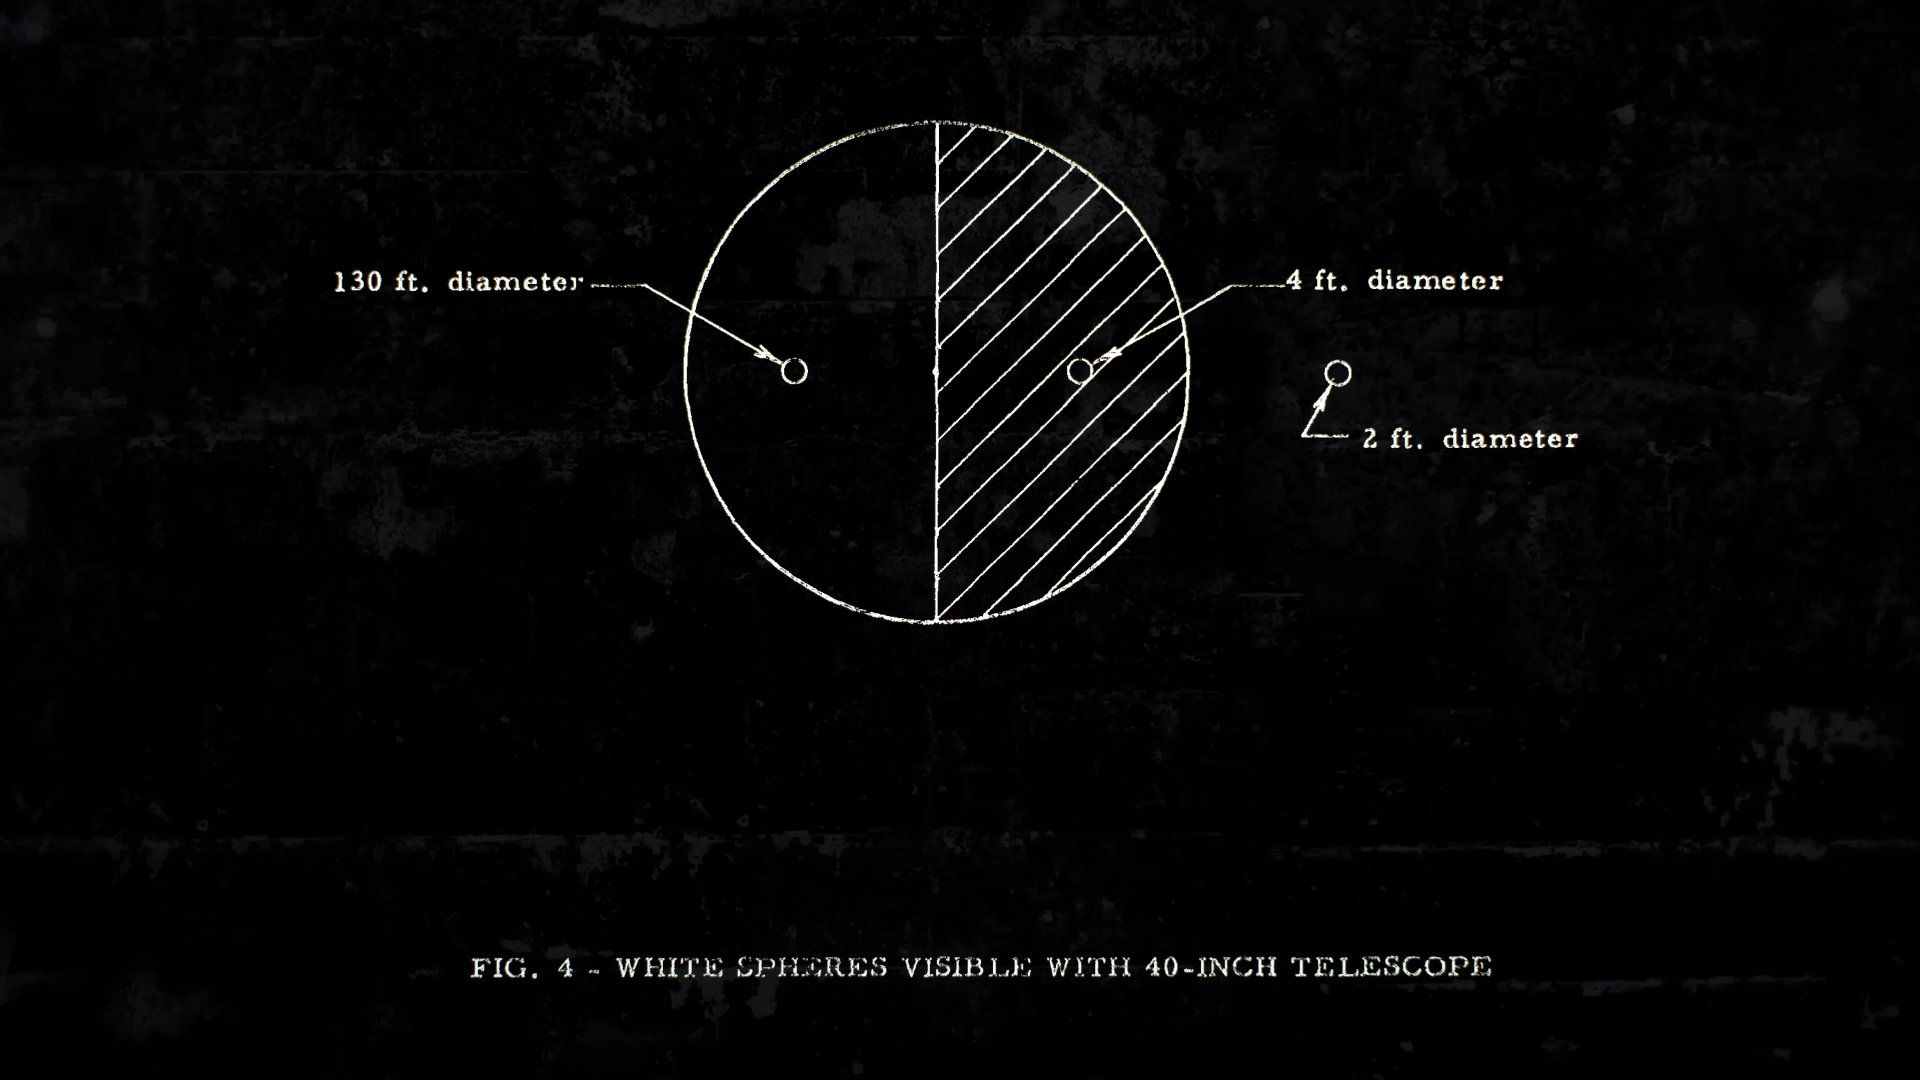 130 ft. diameter
4 ft. diameter
2 ft. diameter
FIG. 4 - WHITE SPHERES VISIBLE WITH 40-INCH TELESCOPE